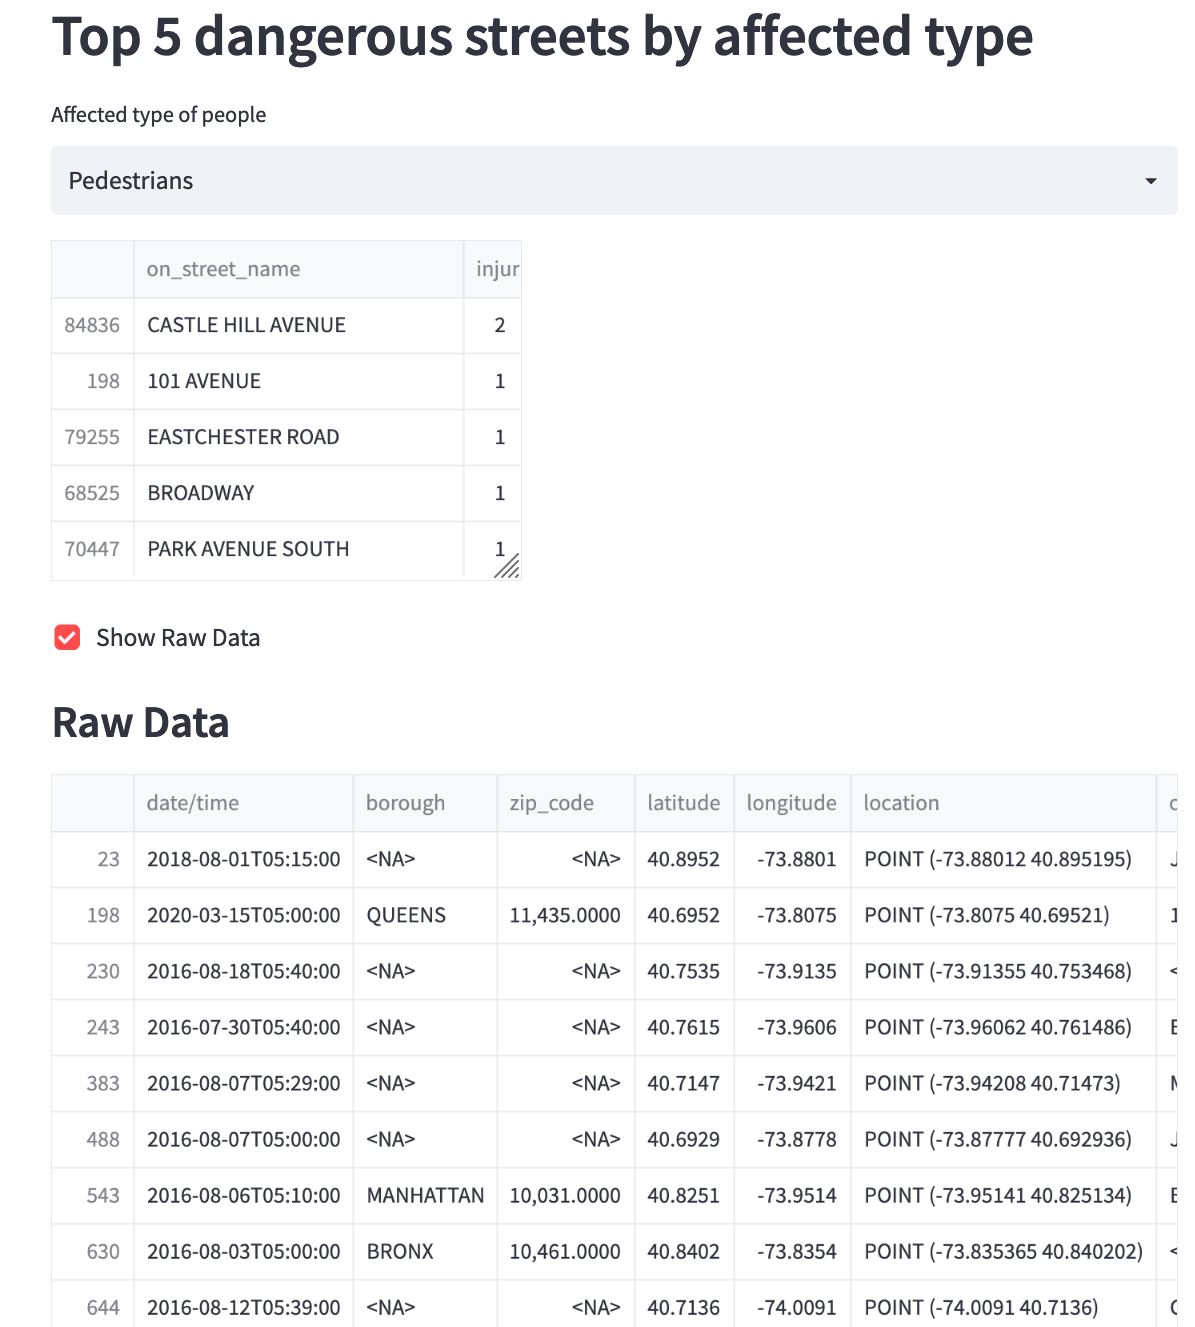 Top 5 dangerous streets by affected type
Affected type of people
Pedestrians
on_street_name injur
84836 CASTLE HILL AVENUE 2
198 101 AVENUE 1
79255 EASTCHESTER ROAD 1
68525 BROADWAY 1
70447 PARK AVENUE SOUTH 1
Show Raw Data
Raw Data
date/time borough zip_code latitude longitude location
23 2018-08-01T05:15:00 <NA> <NA> 40.8952 -73.8801 POINT (-73.88012 40.895195)
198 2020-03-15T05:00:00 QUEENS 11,435.0000 40.6952 -73.8075 POINT (-73.8075 40.69521)
230 2016-08-18T05:40:00 <NA> <NA> 40.7535 -73.9135 POINT (-73.91355 40.753468)
243 2016-07-30T05:40:00 <NA> <NA> 40.7615 -73.9606 POINT (-73.96062 40.761486)
383 2016-08-07T05:29:00 <NA> <NA> 40.7147 -73.9421 POINT (-73.94208 40.71473)
488 2016-08-07T05:00:00 <NA> <NA> 40.6929 -73.8778 POINT (-73.87777 40.692936)
543 2016-08-06T05:10:00 MANHATTAN 10,031.0000 40.8251 -73.9514 POINT (-73.95141 40.825134)
630 2016-08-03T05:00:00 BRONX 10,461.0000 40.8402 -73.8354 POINT (-73.835365 40.840202)
644 2016-08-12T05:39:00 <NA> <NA> 40.7136 -74.0091 POINT (-74.0091 40.7136)